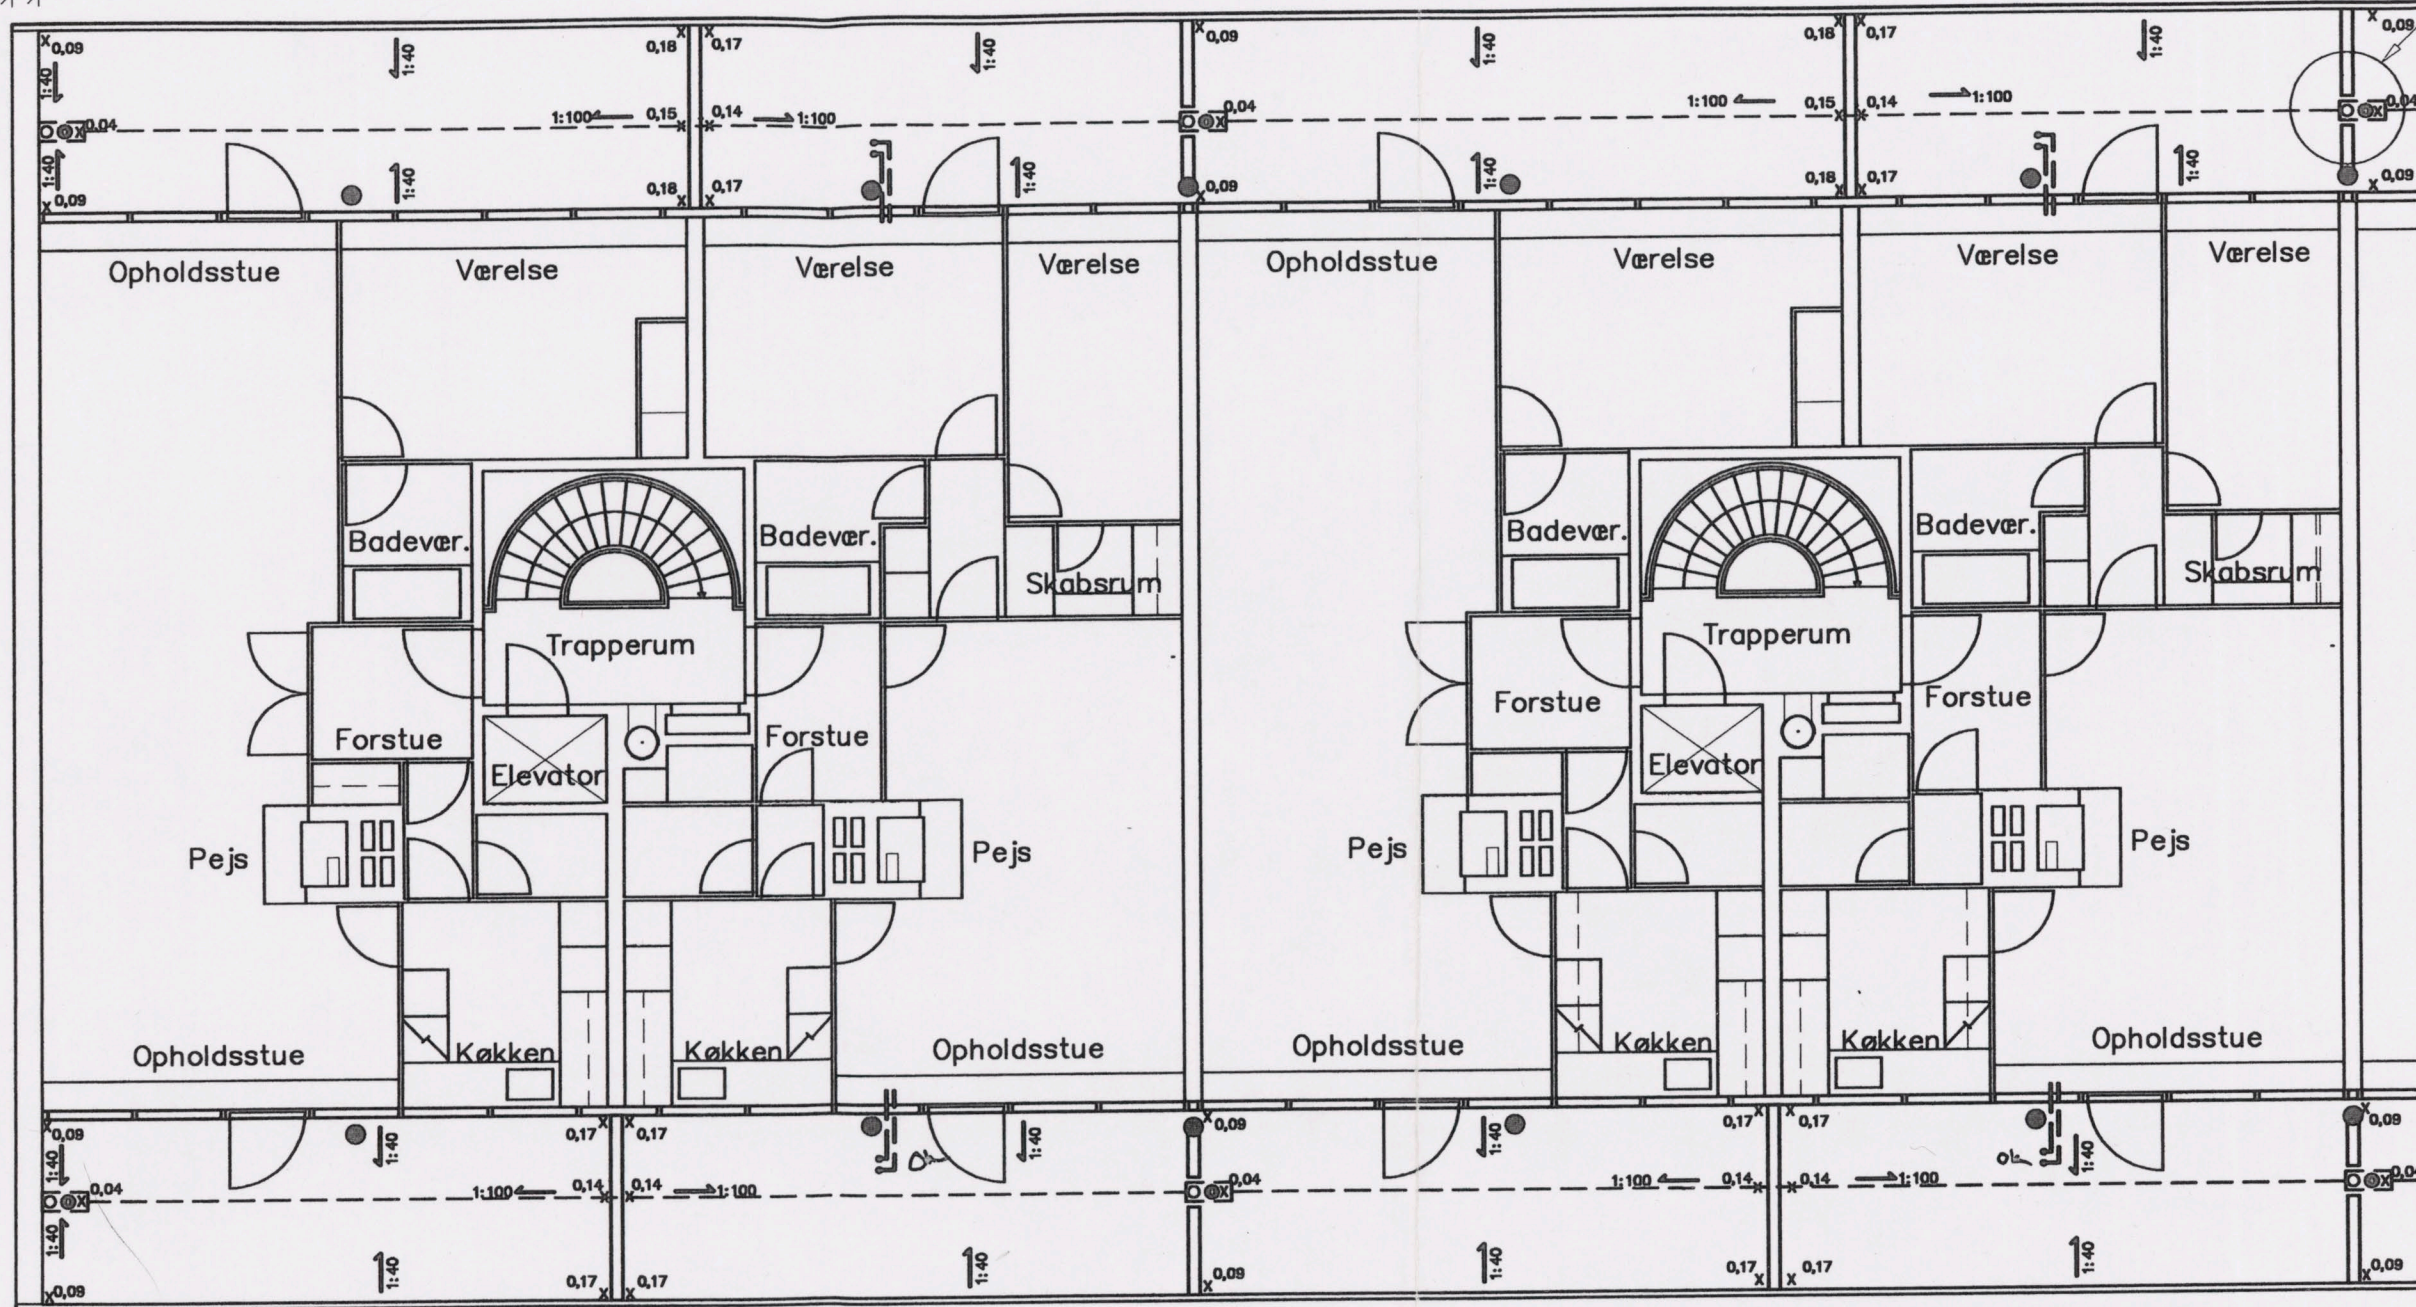 0,09 1:40 0,18 0,17 1:40 0,09 1:40 0,18 0,17 1:40 0,09
1:40
0,04 1:100 0,15 0,14 1:100 0,04 1:100 0,15 0,14 1:100 0,04
1:40 1:40 1:40 1:40 1:40
0,09 0,18 0,17 0,09 0,18 0,17 0,09
Opholdsstue Værelse Værelse Værelse Opholdsstue Værelse Værelse Værelse
Badevær. Badevær. Badevær. Badevær.
Skabsrum Skabsrum
Trapperum Trapperum
Forstue Forstue Forstue Forstue
Elevator Elevator
Pejs Pejs Pejs Pejs
Opholdsstue Køkken Køkken Opholdsstue Opholdsstue Køkken Køkken Opholdsstue
0,09 1:40 0,17 0,17 1:40 0,09 1:40 0,17 0,17 1:40 0,09
1:40
0,04 1:100 0,14 0,14 1:100 0,04 1:100 0,14 0,14 1:100 0,04
1:40 1:40 1:40 1:40 1:40
0,09 0,17 0,17 0,09 0,17 0,17 0,09